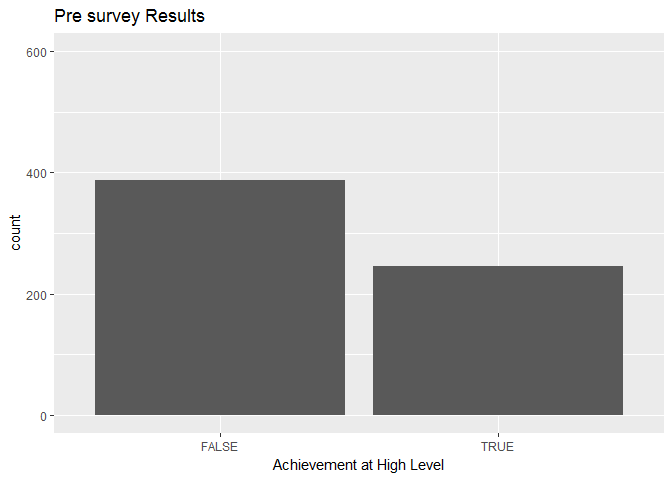 Pre survey Results
600
400
200
0
count
FALSE
TRUE
Achievement at High Level